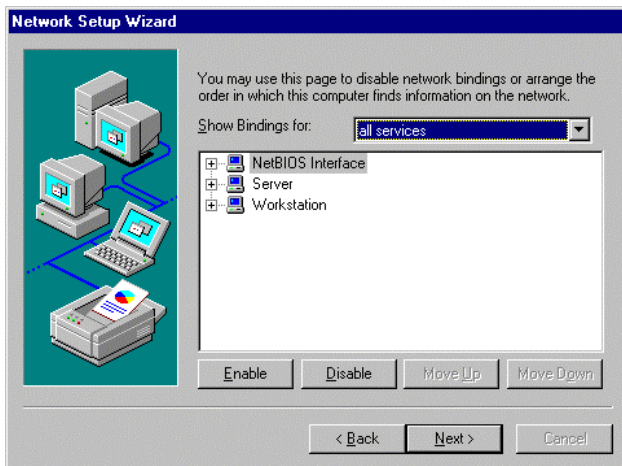 Network Setup Wizard
You may use this page to disable network bindings or arrange the
order in which this computer finds information on the network.
Show Bindings for: all services
NetBIOS Interface
Server
Workstation
Enable Disable Move Up Move Down
< Back Next > Cancel